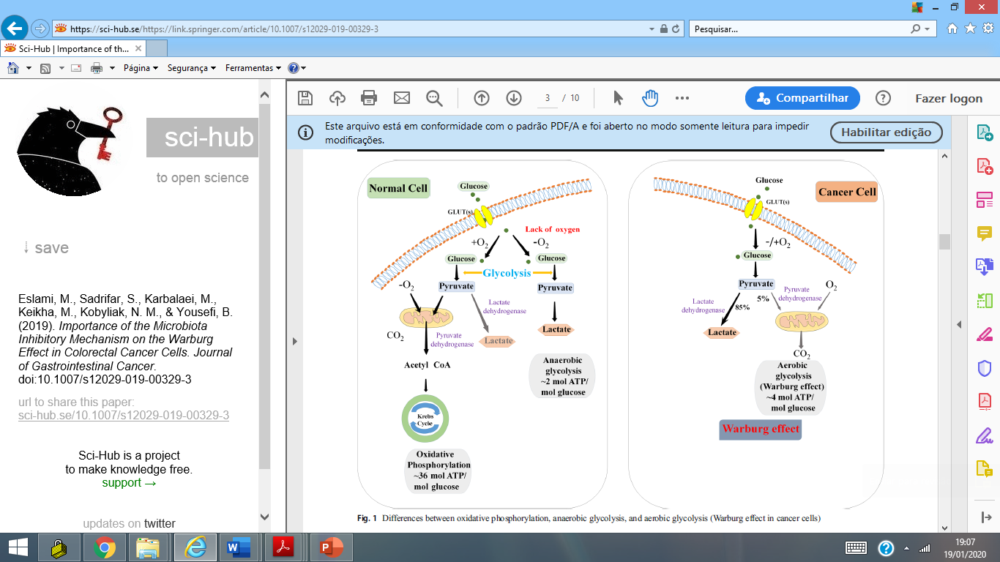 https://sci-hub.se/https://link.springer.com/article/10.1007/s12029-019-00329-3
Pesquisar...
Sci-Hub | Importance of th...
Página
Segurança
Ferramentas
sci-hub
to open science
save
Eslami, M., Sadrifar, S., Karbalaei, M.,
Keikha, M., Kobyliak, N. M., & Yousefi, B.
(2019). Importance of the Microbiota
Inhibitory Mechanism on the Warburg
Effect in Colorectal Cancer Cells. Journal
of Gastrointestinal Cancer.
doi:10.1007/s12029-019-00329-3
url to share this paper:
sci-hub.se/10.1007/s12029-019-00329-3
Sci-Hub is a project
to make knowledge free.
support →
updates on twitter
3 / 10
Compartilhar
Fazer logon
Este arquivo está em conformidade com o padrão PDF/A e foi aberto no modo somente leitura para impedir
modificações.
Habilitar edição
Normal Cell
Glucose
GLUT(s)
Lack of oxygen
+O2
-O2
Glucose
Glucose
Glycolysis
-O2
Pyruvate
Pyruvate
Lactate
dehydrogenase
CO2
Pyruvate
dehydrogenase
Lactate
Lactate
Acetyl CoA
Anaerobic
glycolysis
~2 mol ATP/
mol glucose
Krebs
Cycle
Oxidative
Phosphorylation
~36 mol ATP/
mol glucose
Cancer Cell
Glucose
GLUT(s)
-/+O2
Glucose
Pyruvate
O2
Pyruvate
dehydrogenase
5%
Lactate
dehydrogenase
85%
Lactate
CO2
Aerobic
glycolysis
(Warburg effect)
~4 mol ATP/
mol glucose
Warburg effect
Fig. 1 Differences between oxidative phosphorylation, anaerobic glycolysis, and aerobic glycolysis (Warburg effect in cancer cells)
19:07
19/01/2020